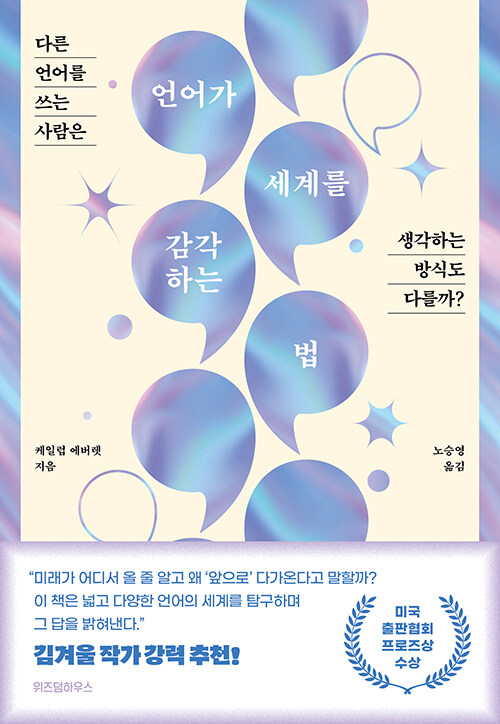 다른
언어를
쓰는
사람은
언어가
세계를
감각
하는
법
생각하는
방식도
다를까?
케일럽 에버렛
지음
노승영
옮김
“미래가 어디서 올 줄 알고 왜 ‘앞으로’ 다가온다고 말할까?
이 책은 넓고 다양한 언어의 세계를 탐구하며
그 답을 밝혀낸다.”
김겨울 작가 강력 추천!
위즈덤하우스
미국
출판협회
프로즈상
수상